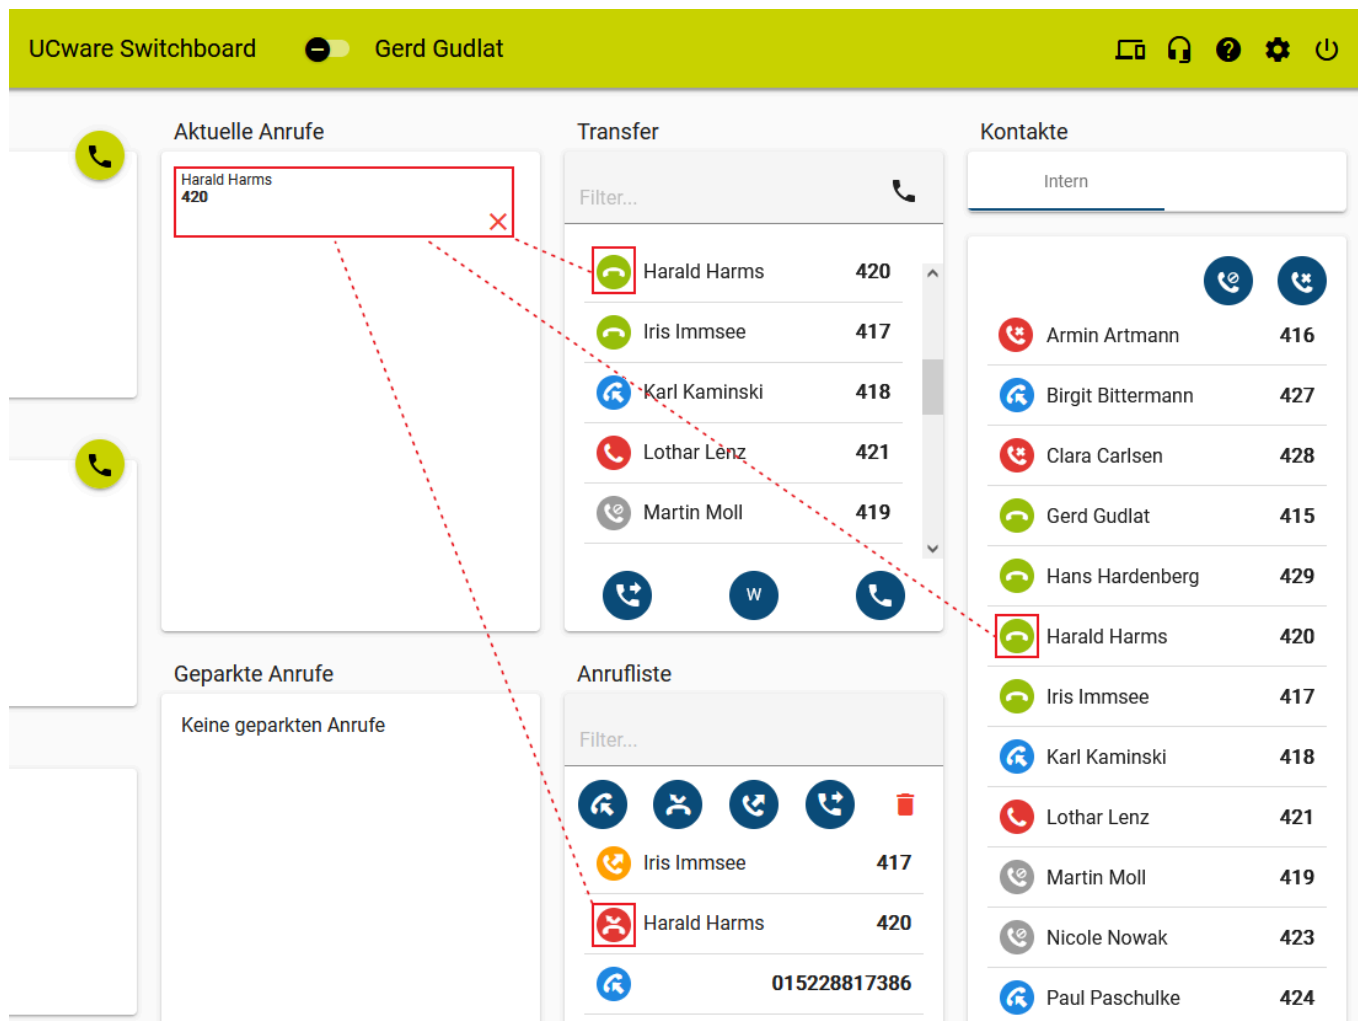 UCware Switchboard Gerd Gudlat
Aktuelle Anrufe
Harald Harms
420
Geparkte Anrufe
Keine geparkten Anrufe
Transfer
Filter...
Harald Harms 420
Iris Immsee 417
Karl Kaminski 418
Lothar Lenz 421
Martin Moll 419
W
Anrufliste
Filter...
Iris Immsee 417
Harald Harms 420
015228817386
Kontakte
Intern
Armin Artmann 416
Birgit Bittermann 427
Clara Carlsen 428
Gerd Gudlat 415
Hans Hardenberg 429
Harald Harms 420
Iris Immsee 417
Karl Kaminski 418
Lothar Lenz 421
Martin Moll 419
Nicole Nowak 423
Paul Paschulke 424